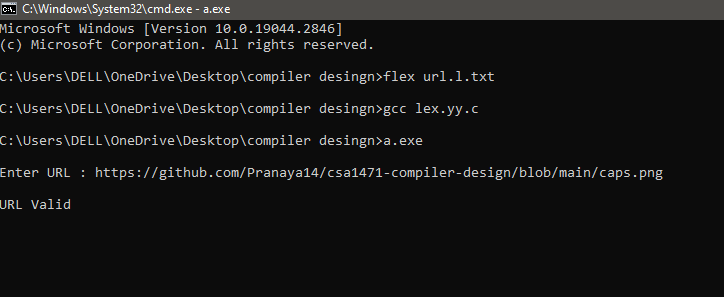 C:\Windows\System32\cmd.exe - a.exe
Microsoft Windows [Version 10.0.19044.2846]
(c) Microsoft Corporation. All rights reserved.
C:\Users\DELL\OneDrive\Desktop\compiler desingn>flex url.l.txt
C:\Users\DELL\OneDrive\Desktop\compiler desingn>gcc lex.yy.c
C:\Users\DELL\OneDrive\Desktop\compiler desingn>a.exe
Enter URL : https://github.com/Pranaya14/csa1471-compiler-design/blob/main/caps.png
URL Valid